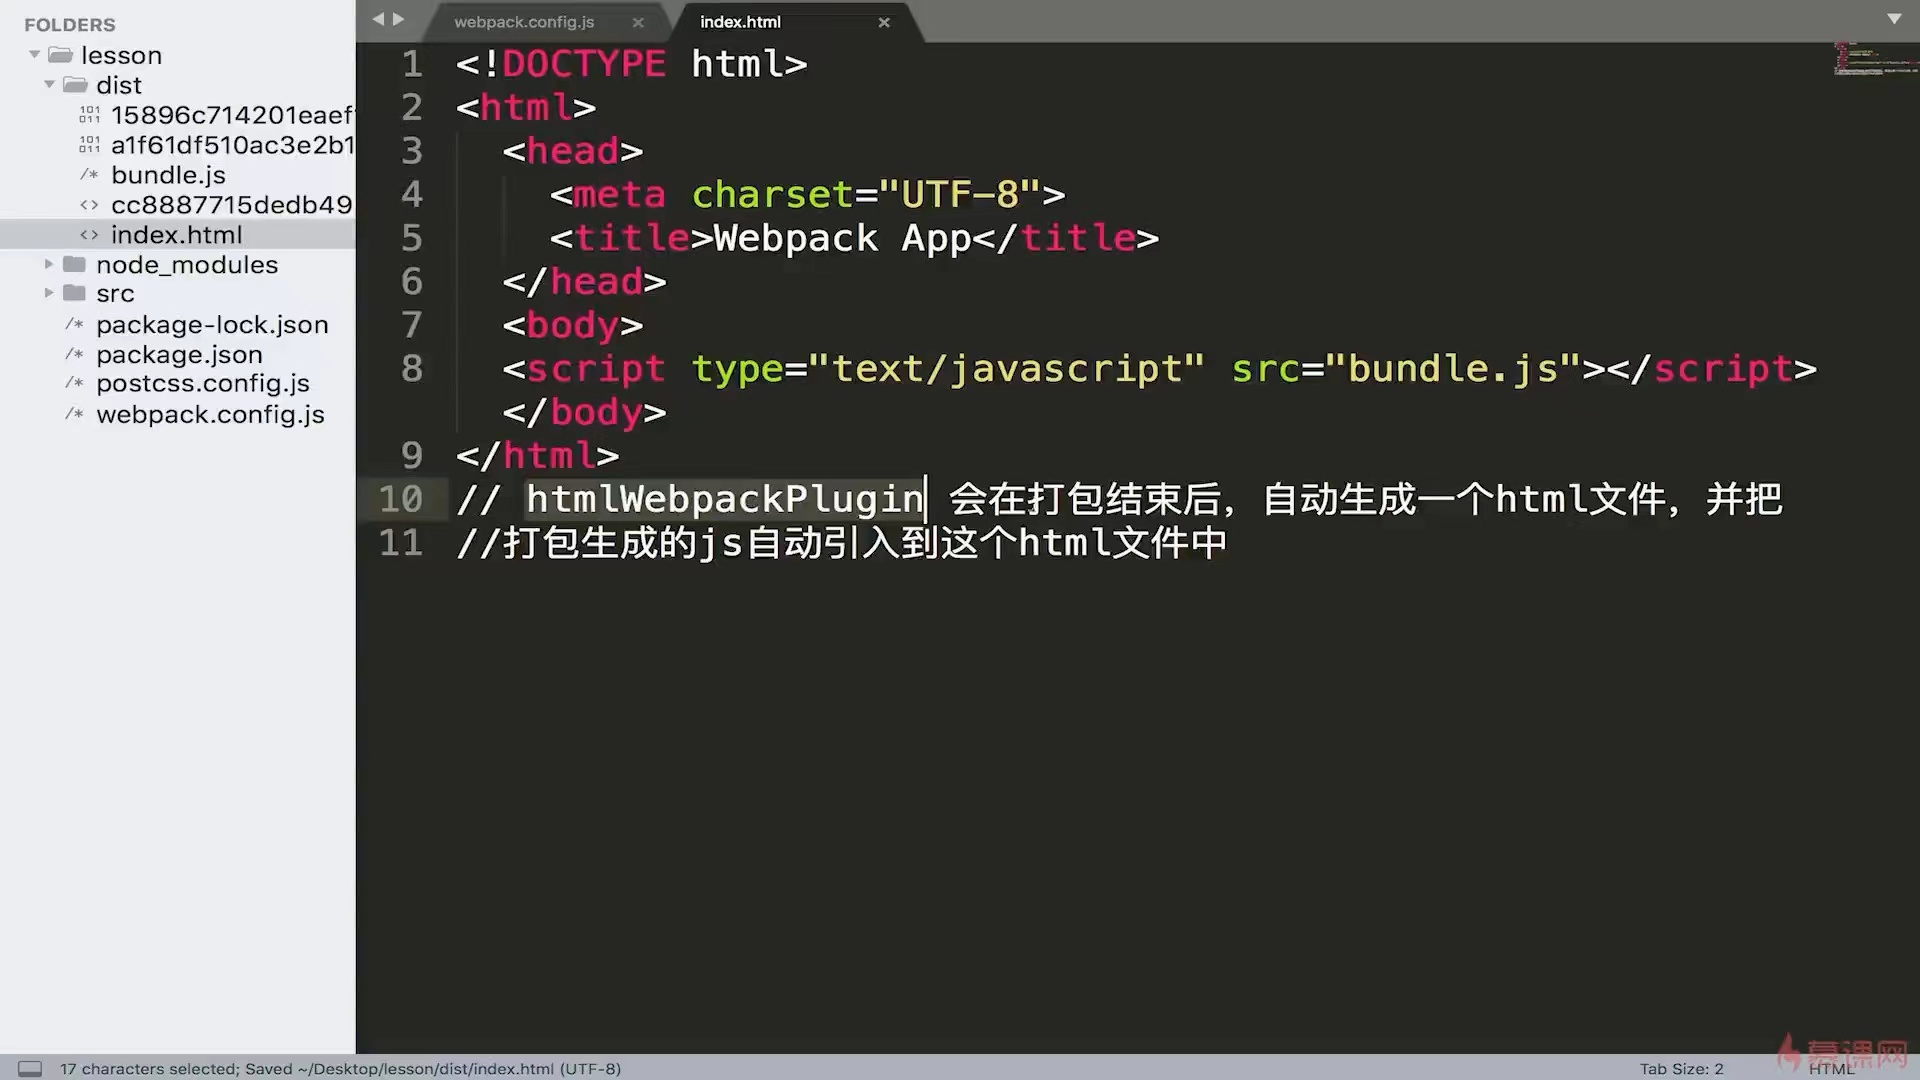 FOLDERS
lesson
dist
15896c714201eaef
a1f61df510ac3e2b1
bundle.js
cc8887715dedb49
index.html
node_modules
src
package-lock.json
package.json
postcss.config.js
webpack.config.js
webpack.config.js
index.html
1 <!DOCTYPE html>
2 <html>
3 <head>
4 <meta charset="UTF-8">
5 <title>Webpack App</title>
6 </head>
7 <body>
8 <script type="text/javascript" src="bundle.js"></script>
</body>
9 </html>
10 // htmlWebpackPlugin 会在打包结束后，自动生成一个html文件，并把
11 //打包生成的js自动引入到这个html文件中
17 characters selected; Saved ~/Desktop/lesson/dist/index.html (UTF-8)
Tab Size: 2
HTML
慕课网